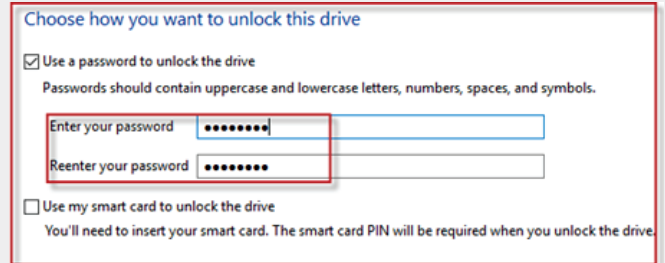 Choose how you want to unlock this drive
Use a password to unlock the drive
Passwords should contain uppercase and lowercase letters, numbers, spaces, and symbols.
Enter your password ●●●●●●●●
Reenter your password ●●●●●●●●
Use my smart card to unlock the drive
You'll need to insert your smart card. The smart card PIN will be required when you unlock the drive.